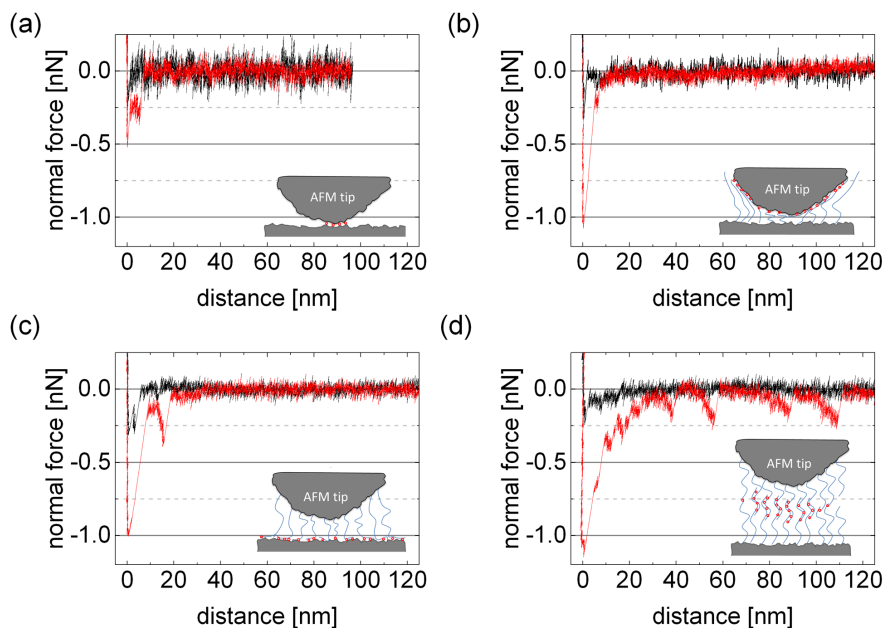 (a)
normal force [nN]
0.0
-0.5
-1.0
AFM tip
0 20 40 60 80 100 120
distance [nm]
(b)
normal force [nN]
0.0
-0.5
-1.0
AFM tip
0 20 40 60 80 100 120
distance [nm]
(c)
normal force [nN]
0.0
-0.5
-1.0
AFM tip
0 20 40 60 80 100 120
distance [nm]
(d)
normal force [nN]
0.0
-0.5
-1.0
AFM tip
0 20 40 60 80 100 120
distance [nm]